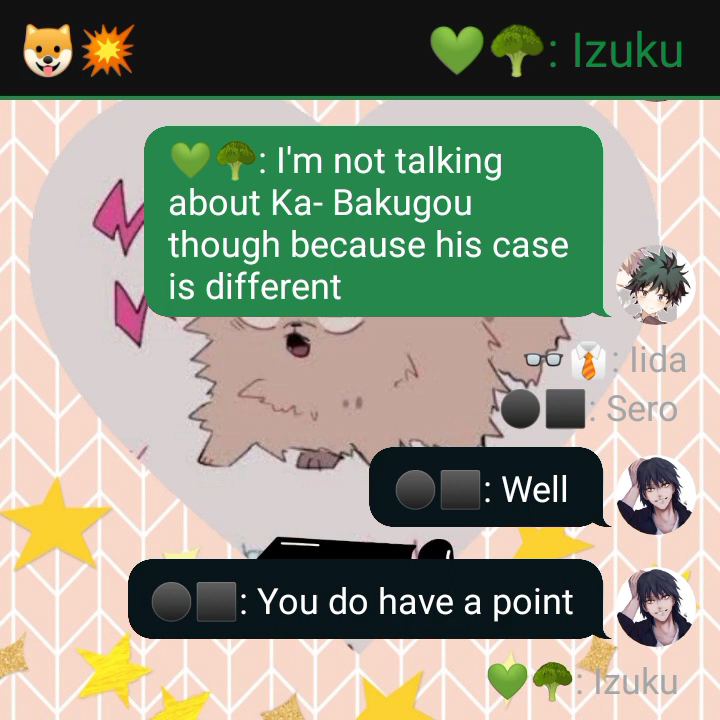 🐶💥
💚🥦: Izuku
💚🥦: I'm not talking
about Ka- Bakugou
though because his case
is different
👓👔: Iida
⚫⬛: Sero
⚫⬛: Well
⚫⬛: You do have a point
💚🥦: Izuku